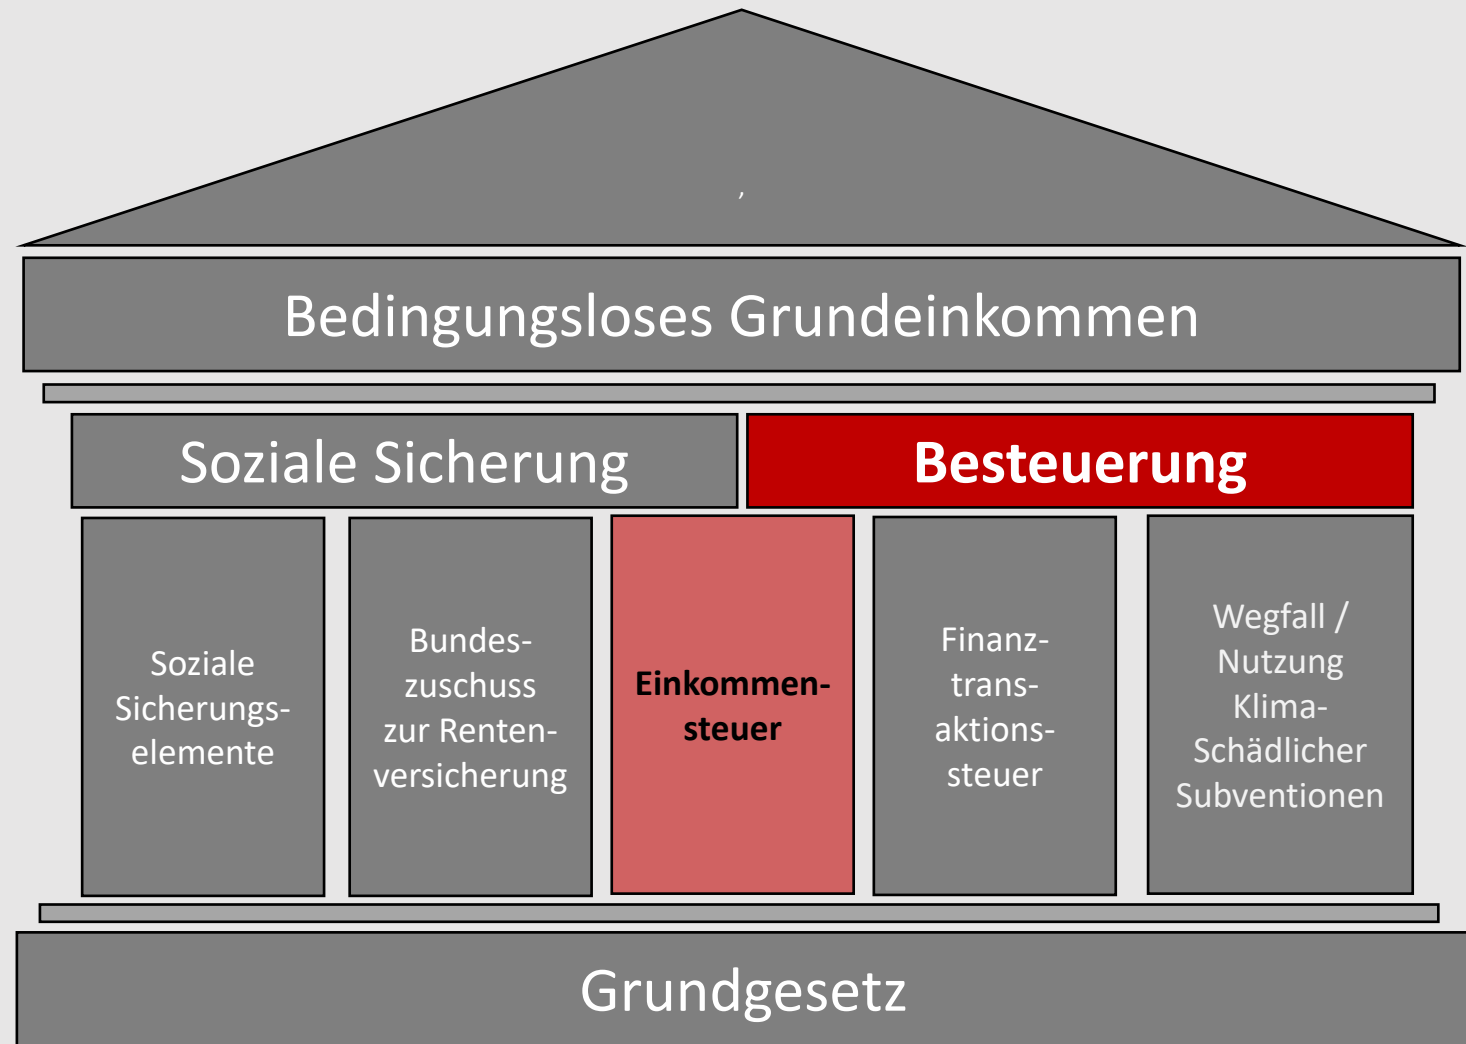 ,
Bedingungsloses Grundeinkommen
Soziale Sicherung
Besteuerung
Soziale
Sicherungs-
elemente
Bundes-
zuschuss
zur Renten-
versicherung
Einkommen-
steuer
Finanz-
trans-
aktions-
steuer
Wegfall /
Nutzung
Klima-
Schädlicher
Subventionen
Grundgesetz